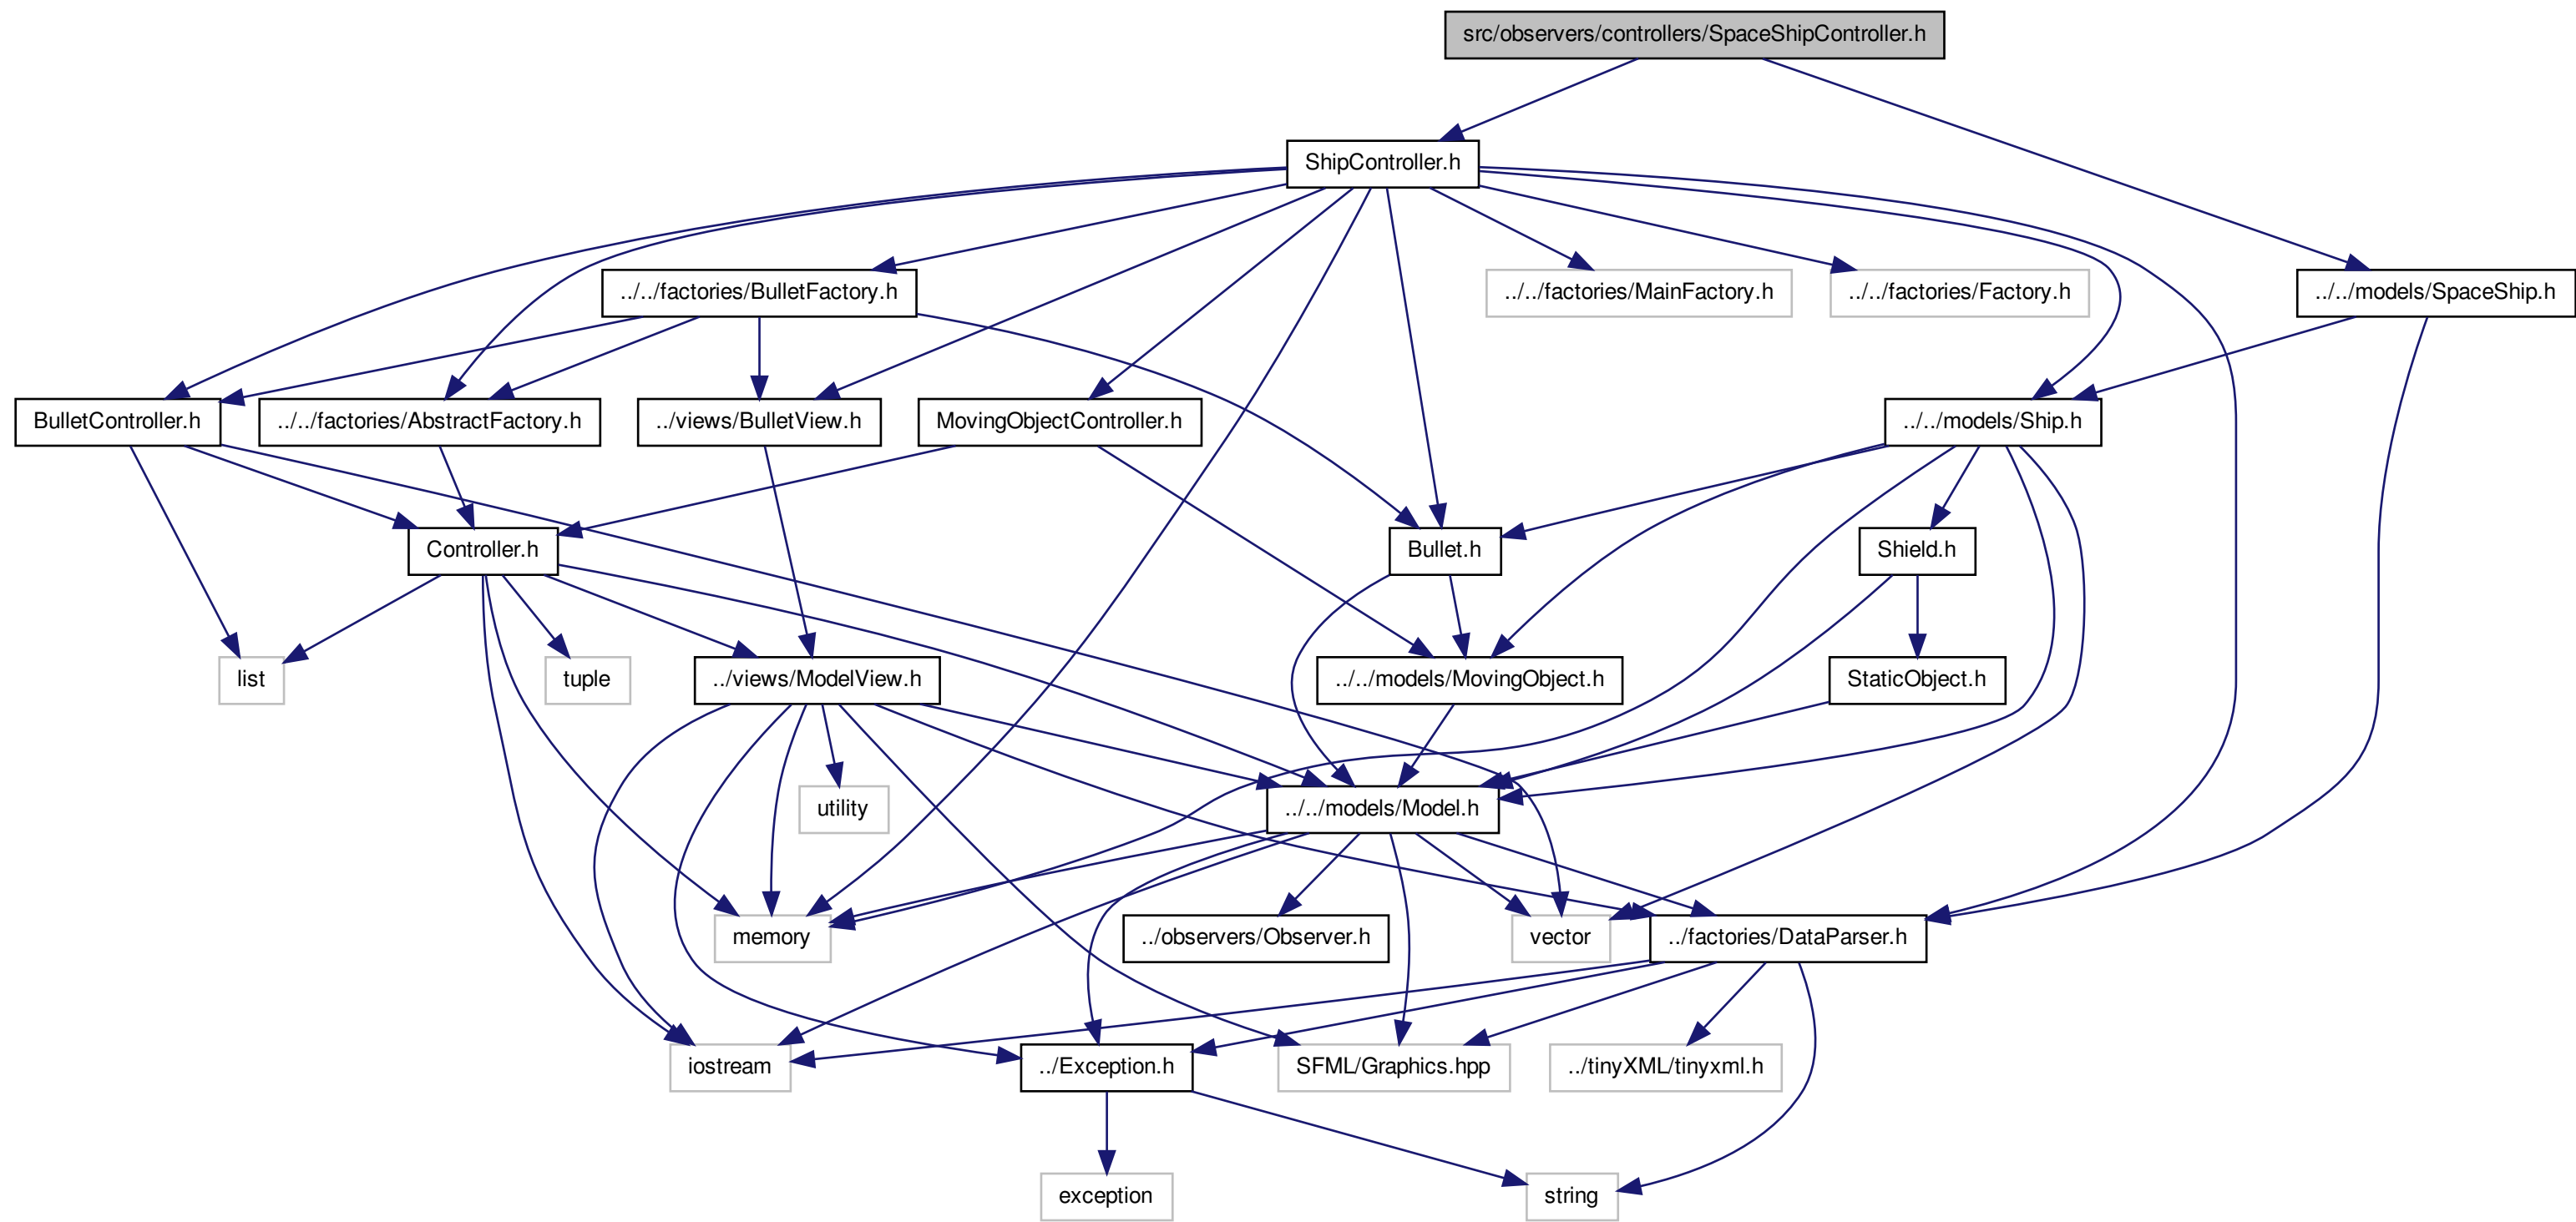 src/observers/controllers/SpaceShipController.h
ShipController.h
../../factories/BulletFactory.h
../../factories/MainFactory.h
../../factories/Factory.h
../../models/SpaceShip.h
BulletController.h
../../factories/AbstractFactory.h
../views/BulletView.h
MovingObjectController.h
../../models/Ship.h
Controller.h
Bullet.h
Shield.h
list
tuple
../views/ModelView.h
../../models/MovingObject.h
StaticObject.h
utility
../../models/Model.h
memory
../observers/Observer.h
vector
../factories/DataParser.h
iostream
../Exception.h
SFML/Graphics.hpp
../tinyXML/tinyxml.h
exception
string